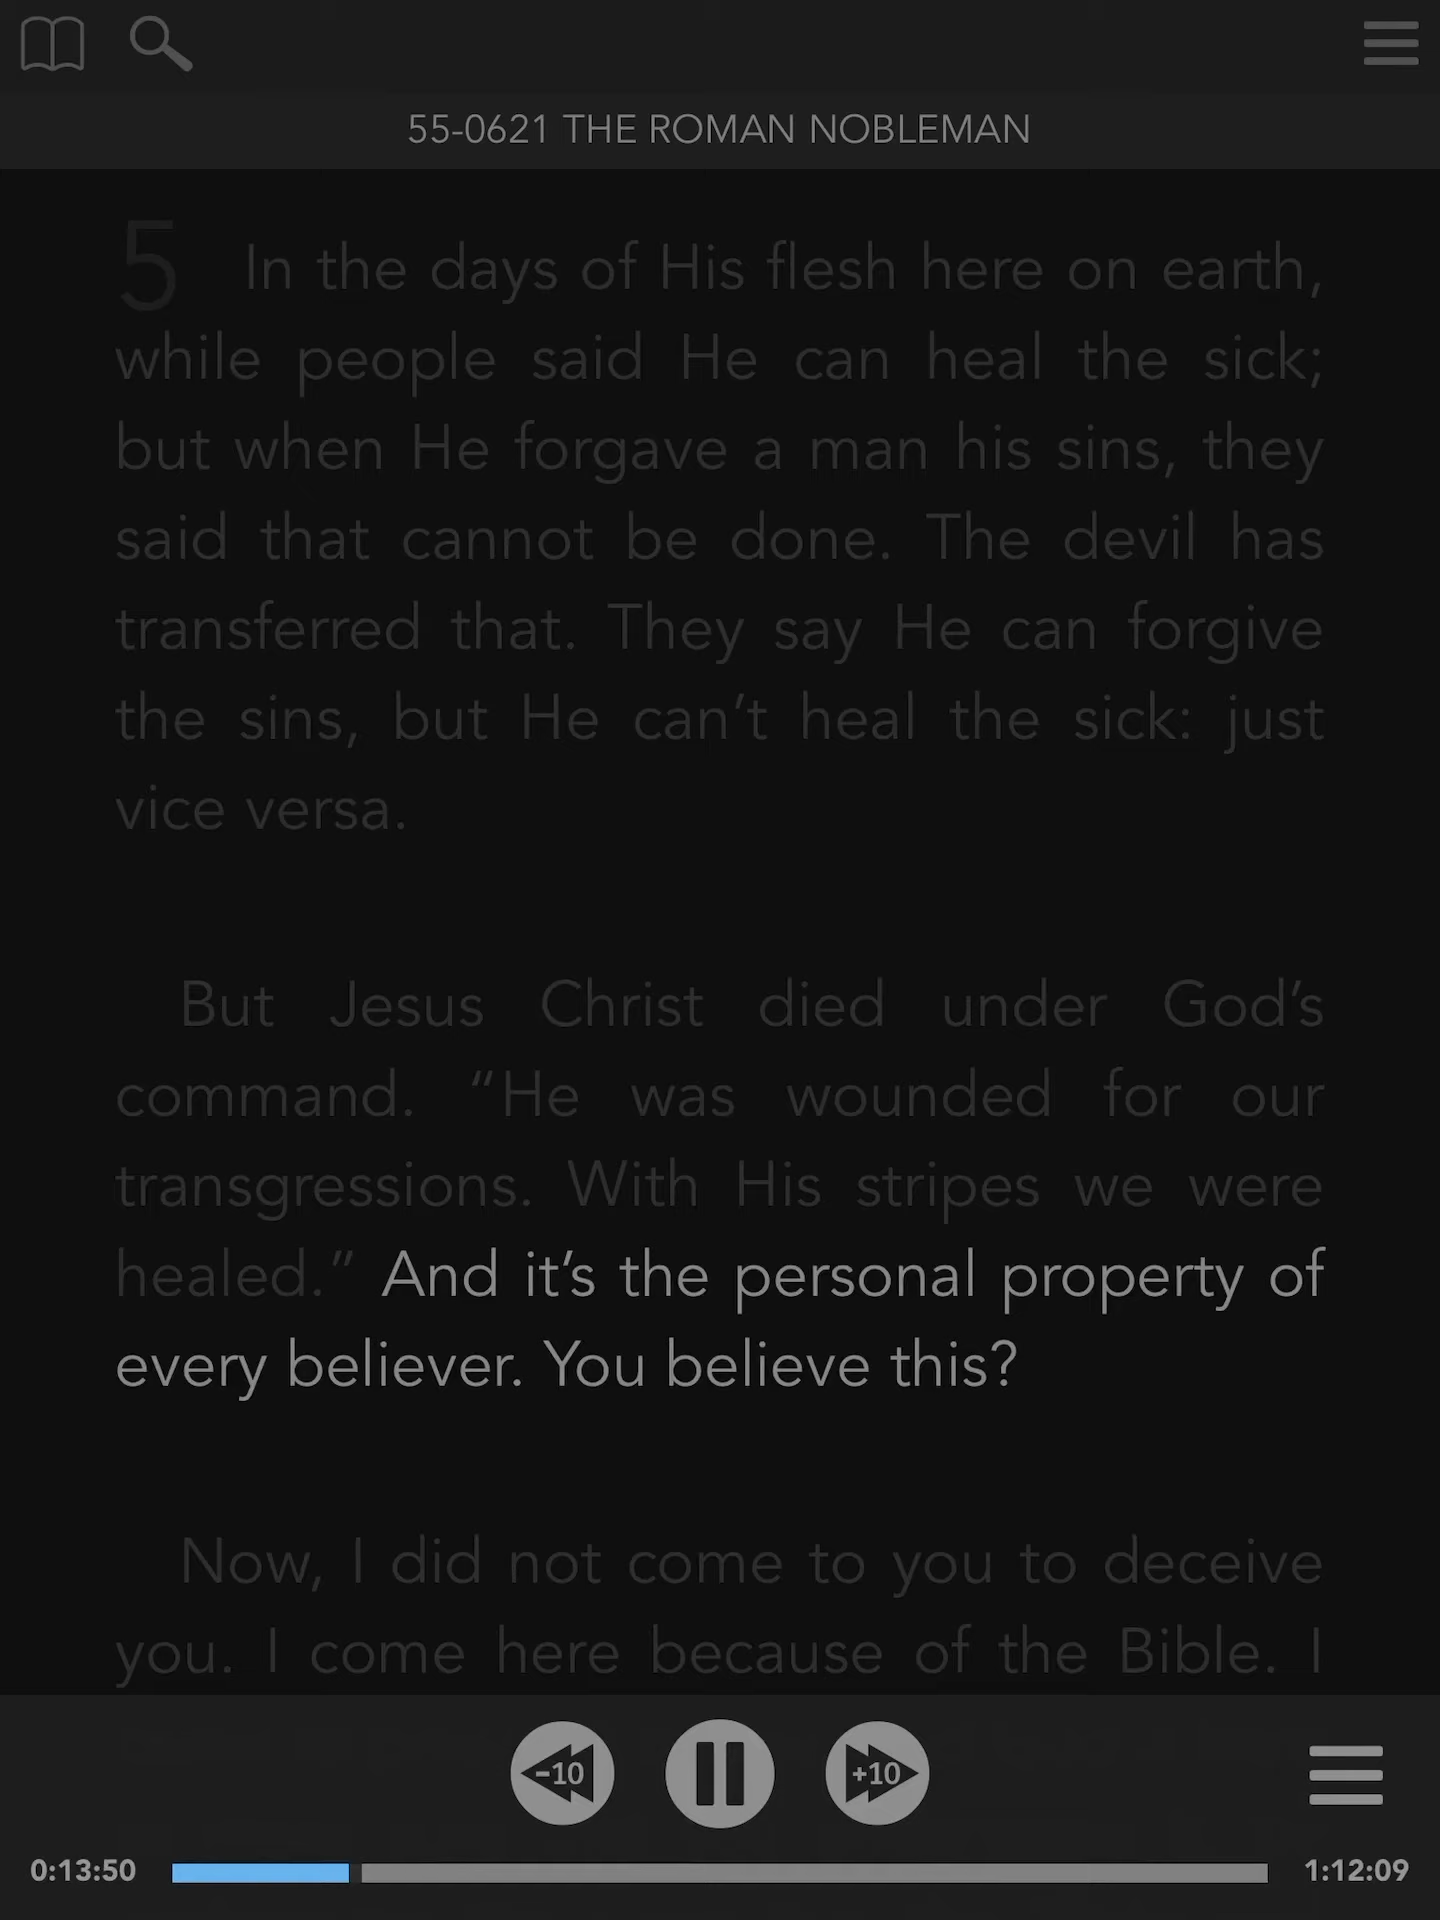 55-0621 THE ROMAN NOBLEMAN
5 In the days of His flesh here on earth,
while people said He can heal the sick;
but when He forgave a man his sins, they
said that cannot be done. The devil has
transferred that. They say He can forgive
the sins, but He can’t heal the sick: just
vice versa.
But Jesus Christ died under God’s
command. “He was wounded for our
transgressions. With His stripes we were
healed.” And it’s the personal property of
every believer. You believe this?
Now, I did not come to you to deceive
you. I come here because of the Bible. I
-10 +10
0:13:50 1:12:09